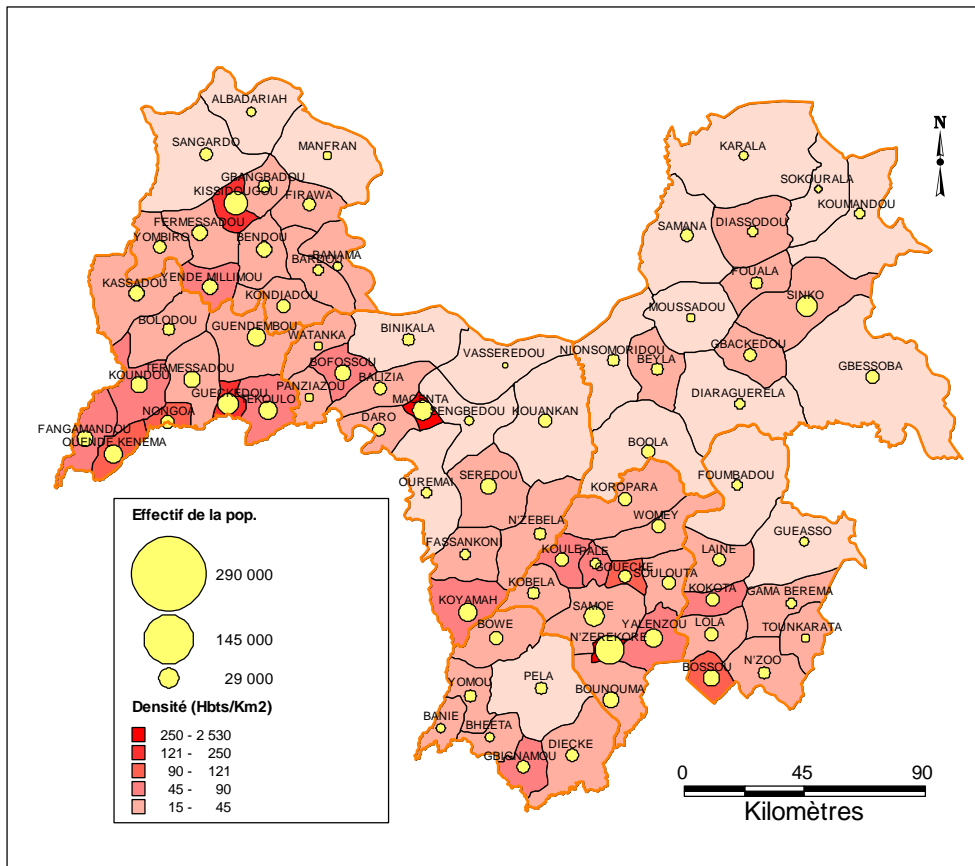 ALBADARIAH
SANGARDO
MANFRAN
GBANGBADOU
KISSIDOUGOU
FIRAWA
FERMESSADOU
YOMBIRO
BENDOU
BANAMA
BARDOU
KASSADOU
YENDE MILLIMOU
KONDIADOU
BOLODOU
GUENDEMBOU
WATANKA
BINIKALA
VASSEREDOU
KOUNDOU
TERMESSADOU
BOFOSSOU
PANZIAZOU
BALIZIA
GUECKEDOU
TEKOULO
NONGOA
MACENTA
SENGBEDOU
KOUANKAN
DARO
FANGAMANDOU
OUENDE KENEMA
OUREMAI
SEREDOU
FASSANKONI
N'ZEBELA
KARALA
SOKOURALA
KOUMANDOU
N
SAMANA
DIASSODOU
FOUALA
SINKO
MOUSSADOU
NIONSOMORIDOU
BEYLA
GBACKEDOU
GBESSOBA
DIARAGUERELA
BOOLA
FOUMBADOU
KOROPARA
WOMEY
GUEASSO
KOULE
PALE
GOUECKE
SOULOUTA
LAINE
KOKOTA
GAMA BEREMA
KOBELA
KOYAMAH
SAMOE
YALENZOU
LOLA
TOUNKARATA
BOWE
N'ZEREKORE
BOSSOU
N'ZOO
PELA
BOUNOUMA
YOMOU
BANIE
BHEETA
GBIGNAMOU
DIECKE
Effectif de la pop.
290 000
145 000
29 000
Densité (Hbts/Km2)
250 - 2 530
121 - 250
90 - 121
45 - 90
15 - 45
0 45 90
Kilomètres